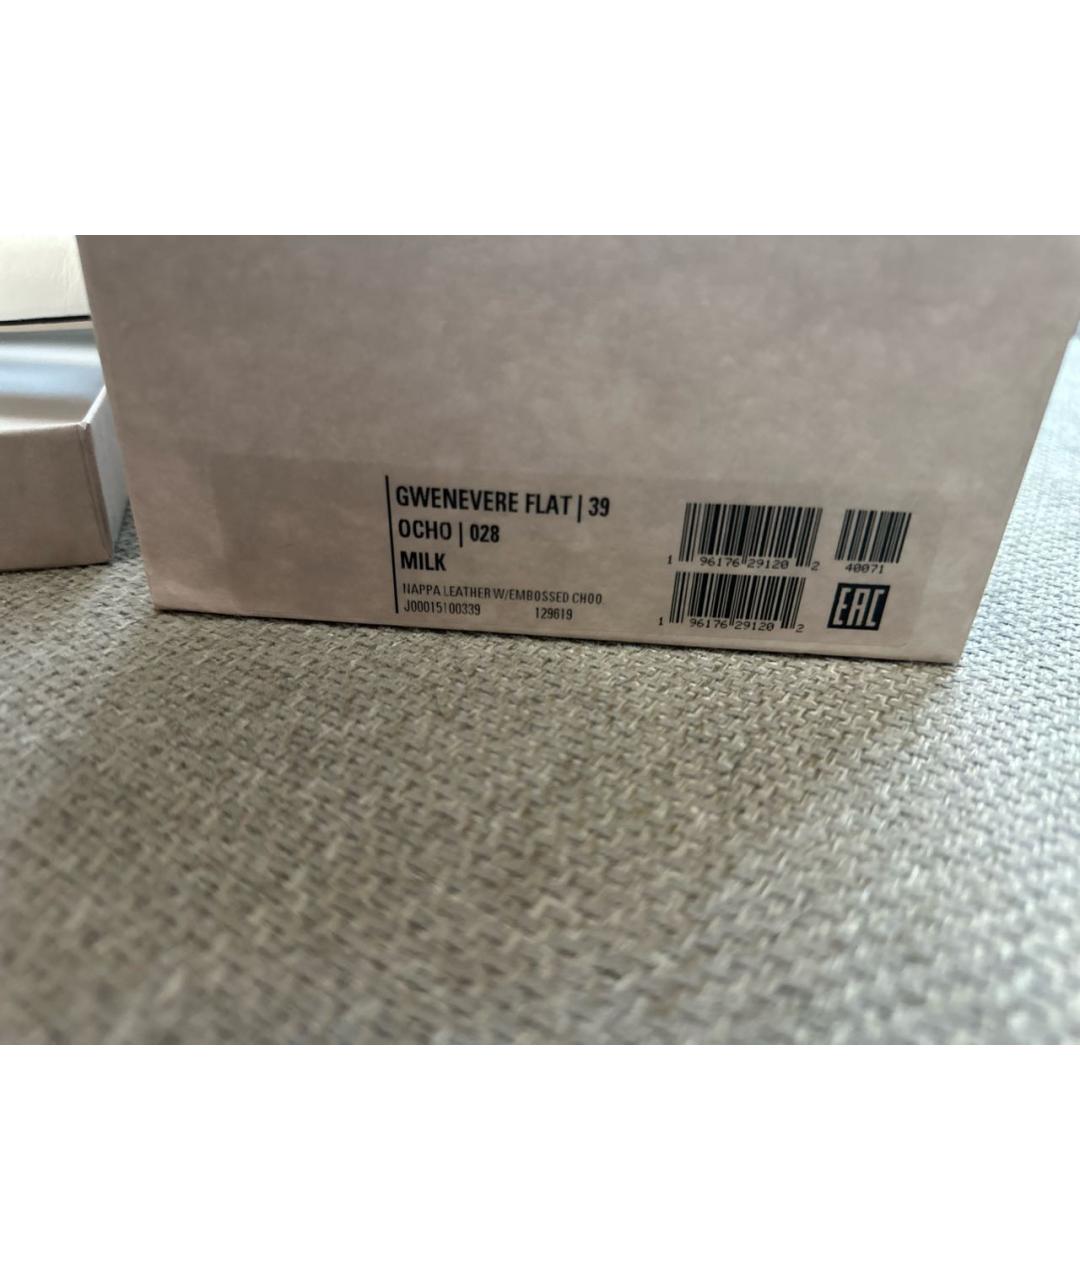 GWENEVERE FLAT | 39
OCHO | 028
MILK
NAPPA LEATHER W/EMBOSSED CHOO
J00015100339 129619
1 96176 29120 2
40071
1 96176 29120 2
EAC